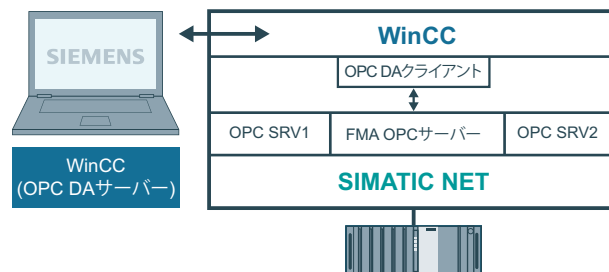 SIEMENS
WinCC
(OPC DAサーバー)
WinCC
OPC DAクライアント
OPC SRV1
FMA OPCサーバー
OPC SRV2
SIMATIC NET